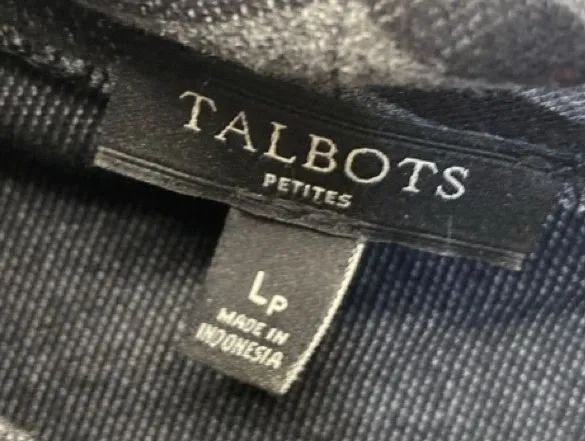 TALBOTS
PETITES
LP
MADE IN
INDONESIA